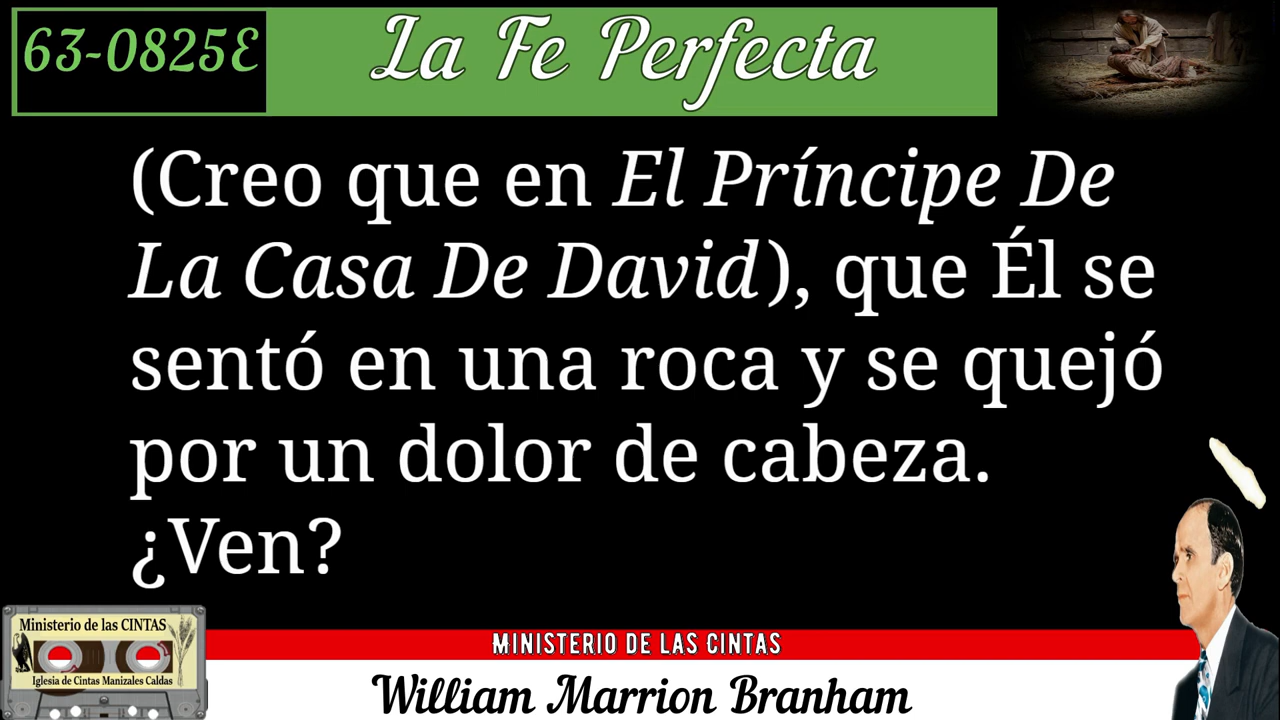 63-0825E
La Fe Perfecta
(Creo que en El Príncipe De
La Casa De David), que Él se
sentó en una roca y se quejó
por un dolor de cabeza.
¿Ven?
Ministerio de las CINTAS
Iglesia de Cintas Manizales Caldas
MINISTERIO DE LAS CINTAS
William Marrion Branham